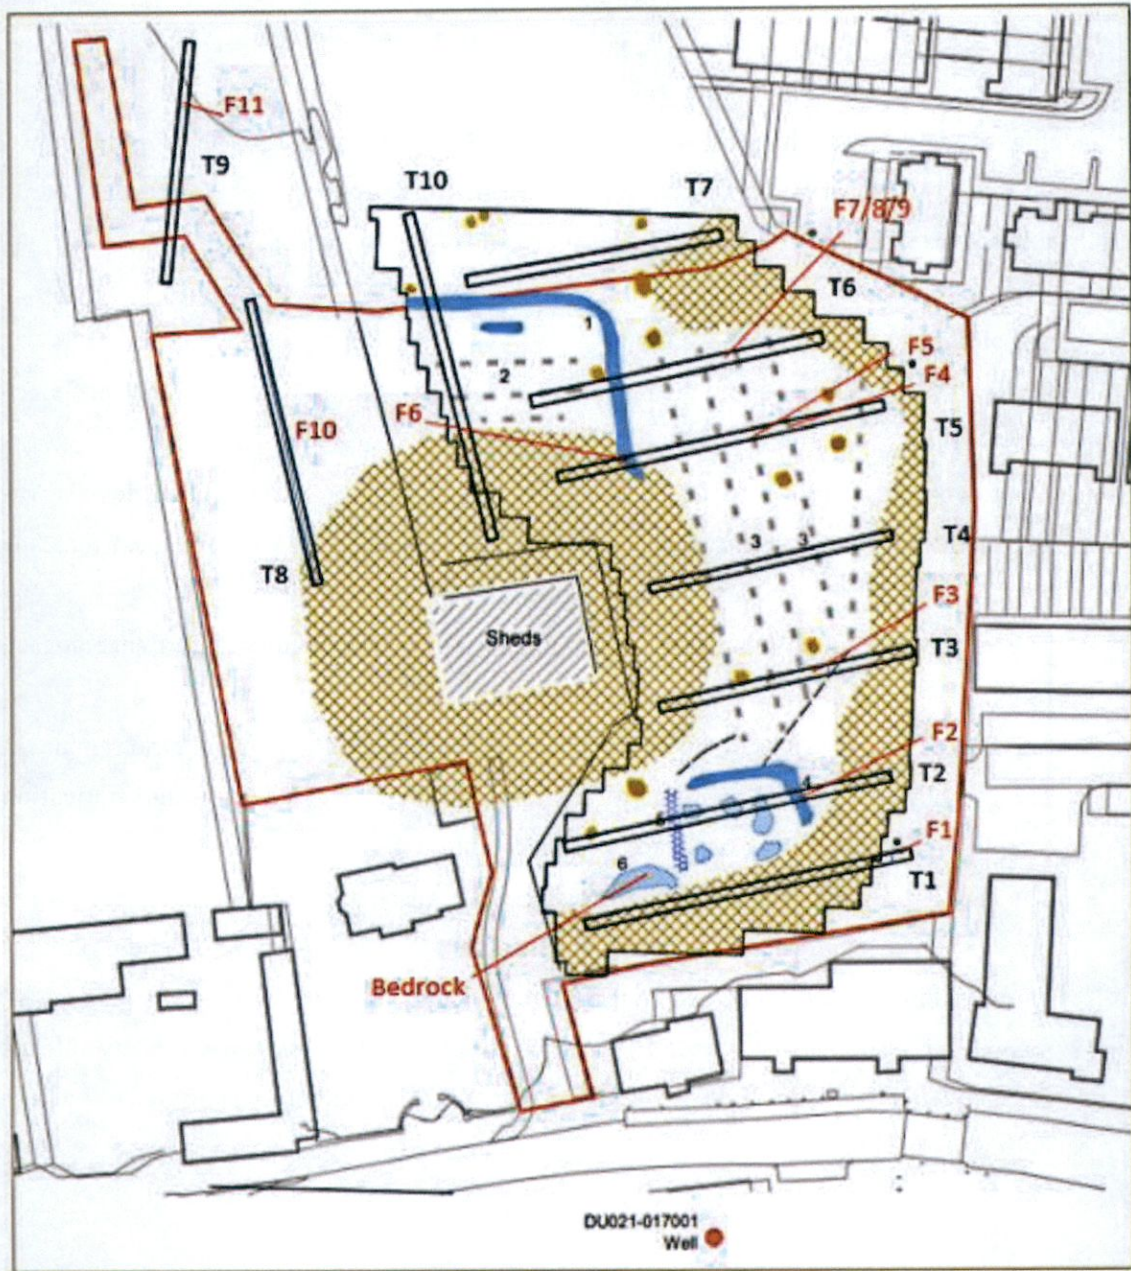 F11
T9
T10
T7
F7/8/9
T6
1
F5
2
F4
F6
T5
F10
3
3
T4
T8
F3
Sheds
T3
F2
T2
4
5
F1
6
T1
Bedrock
DU021-017001
Well